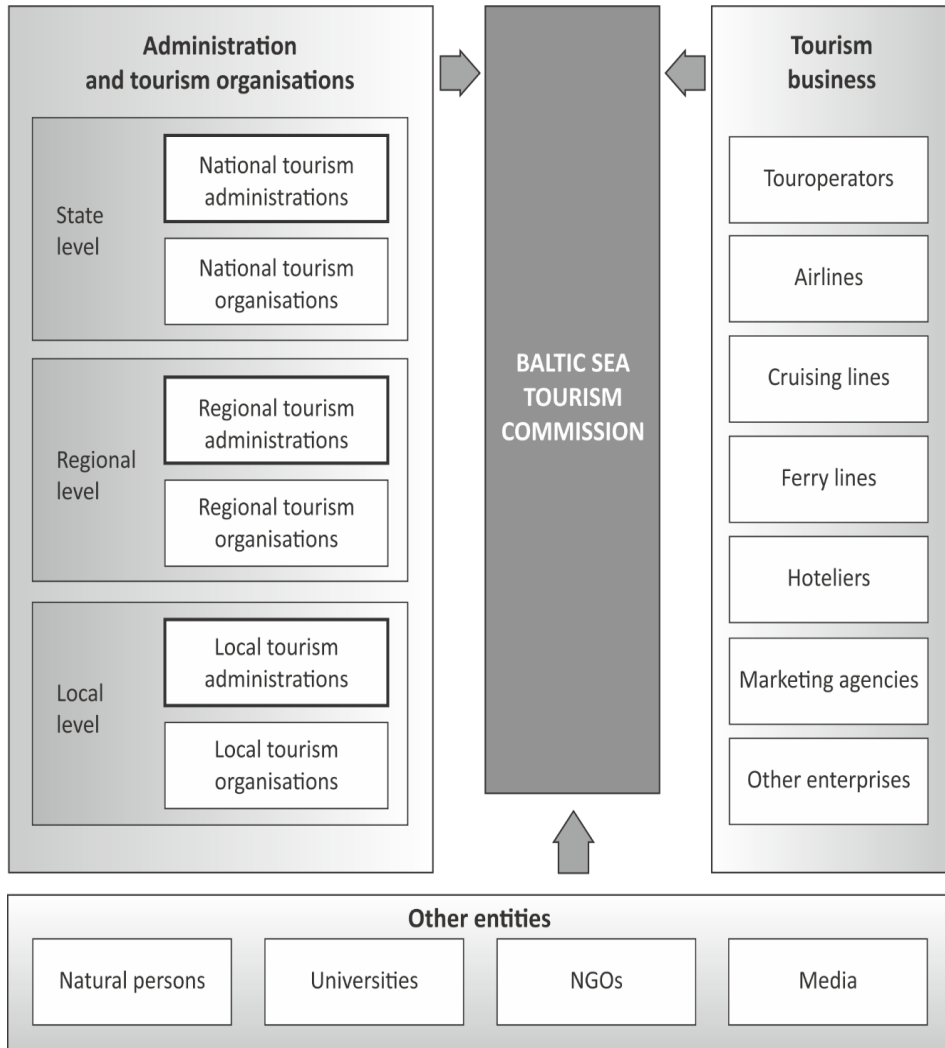 Administration
and tourism organisations
State
level
National tourism
administrations
National tourism
organisations
Regional
level
Regional tourism
administrations
Regional tourism
organisations
Local
level
Local tourism
administrations
Local tourism
organisations
BALTIC SEA
TOURISM
COMMISSION
Tourism
business
Touroperators
Airlines
Cruising lines
Ferry lines
Hoteliers
Marketing agencies
Other enterprises
Other entities
Natural persons
Universities
NGOs
Media